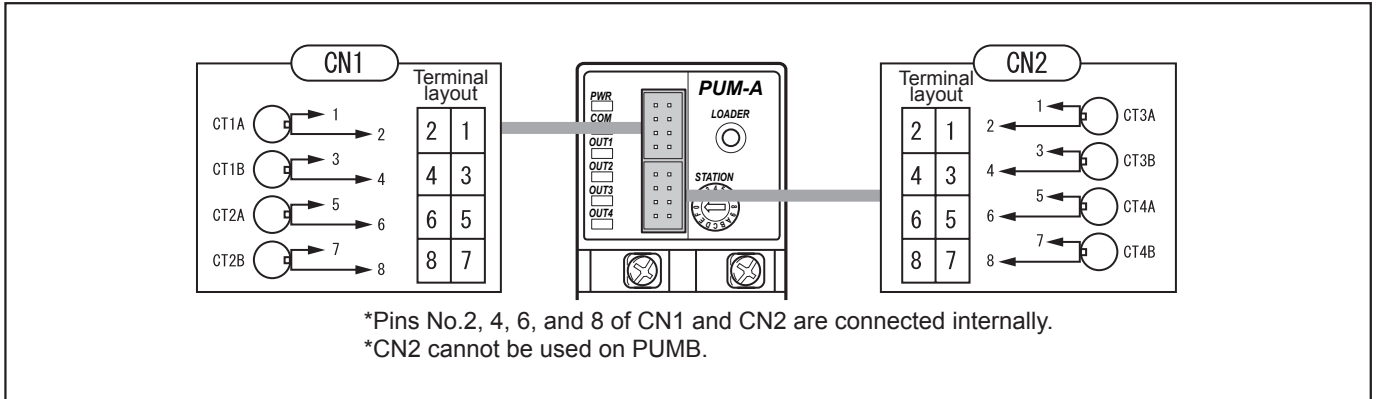 CN1
Terminal
layout
CT1A 1
2
CT1B 3
4
CT2A 5
6
CT2B 7
8
2 1
4 3
6 5
8 7
PUM-A
PWR
COM
OUT1
OUT2
OUT3
OUT4
LOADER
STATION
CN2
Terminal
layout
2 1
4 3
6 5
8 7
1 CT3A
2
3 CT3B
4
5 CT4A
6
7 CT4B
8
*Pins No.2, 4, 6, and 8 of CN1 and CN2 are connected internally.
*CN2 cannot be used on PUMB.